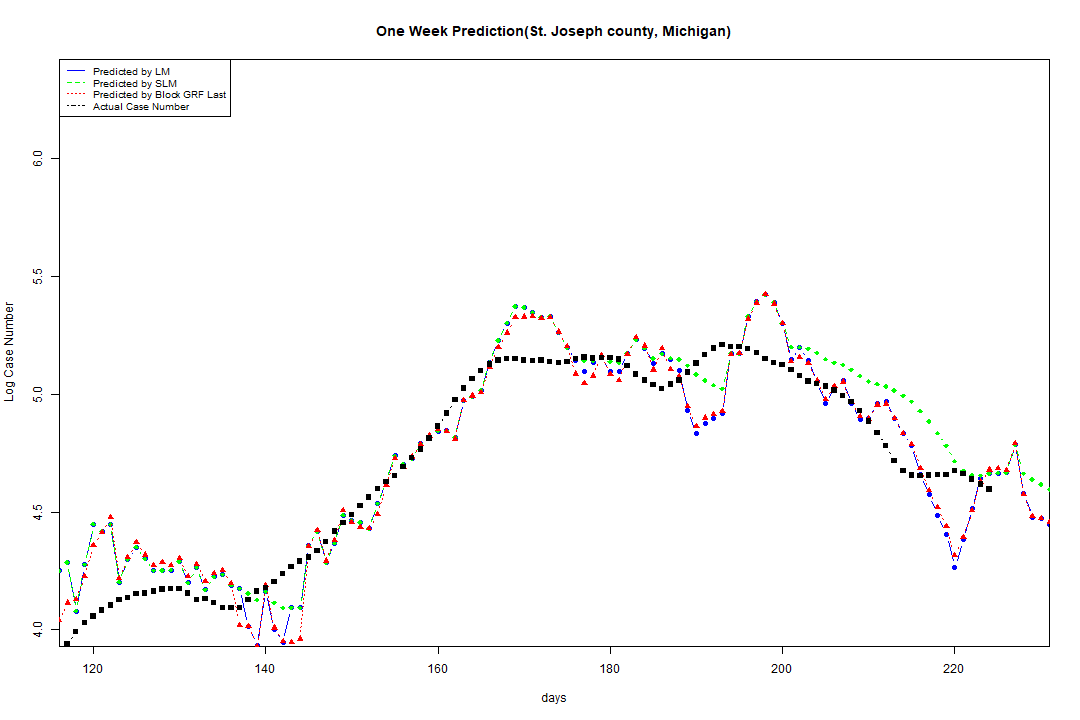 One Week Prediction(St. Joseph county, Michigan)
Predicted by LM
Predicted by SLM
Predicted by Block GRF Last
Actual Case Number
Log Case Number
6.0
5.5
5.0
4.5
4.0
120 140 160 180 200 220
days